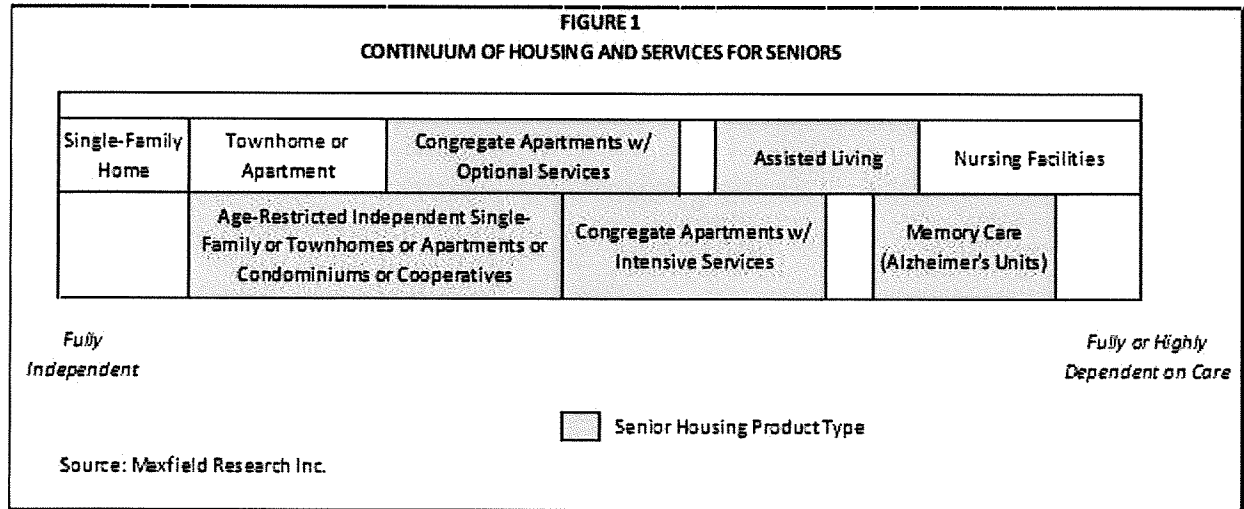 FIGURE 1
CONTINUUM OF HOUSING AND SERVICES FOR SENIORS
Single-Family
Home
Townhome or
Apartment
Congregate Apartments w/
Optional Services
Assisted Living
Nursing Facilities
Age-Restricted Independent Single-
Family or Townhomes or Apartments or
Condominiums or Cooperatives
Congregate Apartments w/
Intensive Services
Memory Care
(Alzheimer's Units)
Fully
Independent
Fully or Highly
Dependent on Care
Senior Housing Product Type
Source: Maxfield Research Inc.